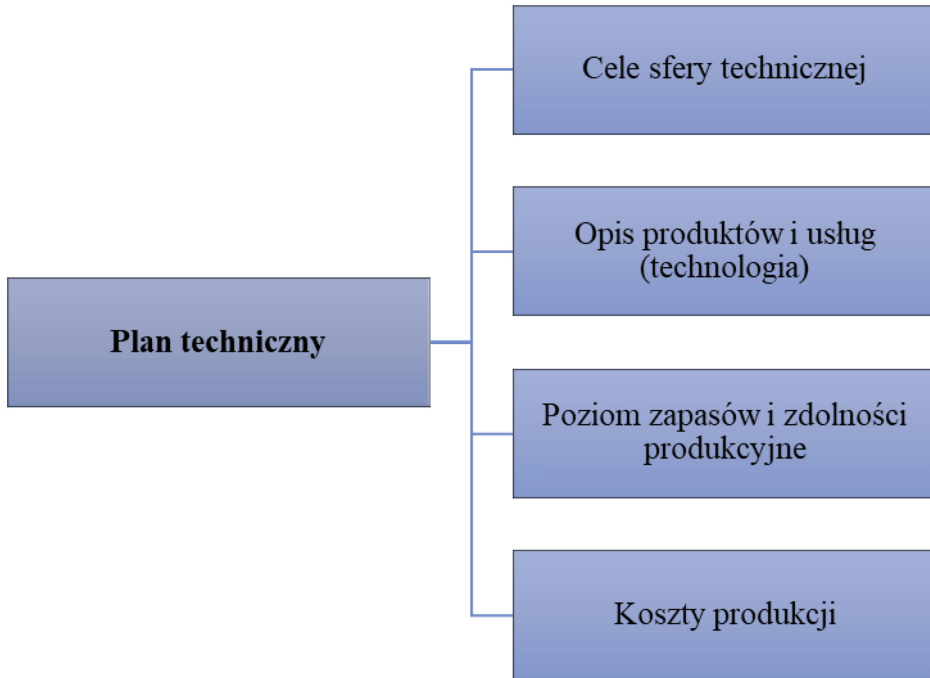 Cele sfery technicznej
Opis produktów i usług
(technologia)
Plan techniczny
Poziom zapasów i zdolności
produkcyjne
Koszty produkcji